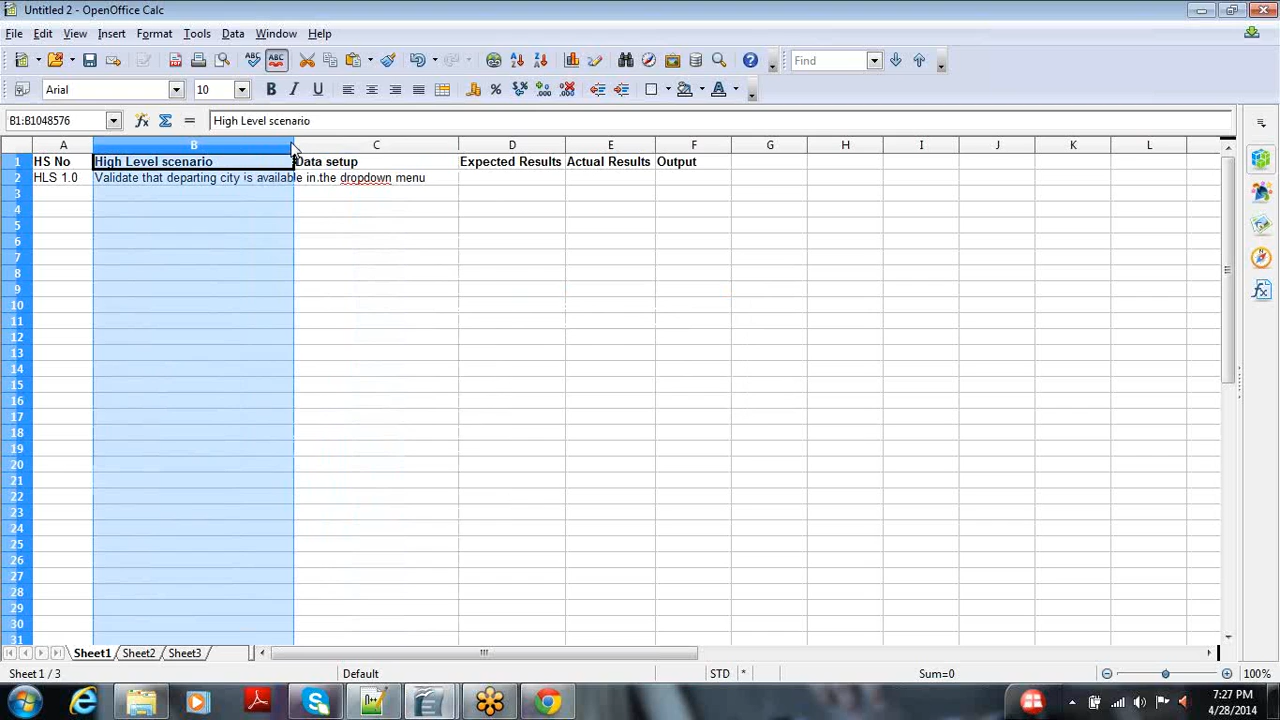 Untitled 2 - OpenOffice Calc
File Edit View Insert Format Tools Data Window Help
ABC ABC Find
Arial 10 B I U
B1:B1048576 High Level scenario
A B C D E F G H I J K L
1 HS No High Level scenario Data setup Expected Results Actual Results Output
2 HLS 1.0 Validate that departing city is available in.the dropdown menu
3
4
5
6
7
8
9
10
11
12
13
14
15
16
17
18
19
20
21
22
23
24
25
26
27
28
29
30
31
Sheet1 Sheet2 Sheet3
Sheet 1 / 3 Default STD * Sum=0 100%
7:27 PM
4/28/2014